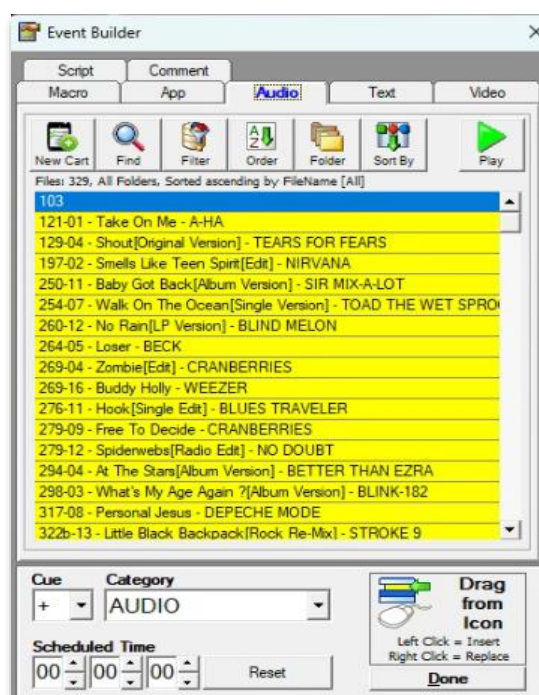 Event Builder
Script Comment
Macro App Audio Text Video
New Cart Find Filter Order Folder Sort By Play
Files: 329, All Folders, Sorted ascending by FileName [All]
103
121-01 - Take On Me - A-HA
129-04 - Shout[Original Version] - TEARS FOR FEARS
197-02 - Smells Like Teen Spirit[Edit] - NIRVANA
250-11 - Baby Got Back[Album Version] - SIR MIX-A-LOT
254-07 - Walk On The Ocean[Single Version] - TOAD THE WET SPRO
260-12 - No Rain[LP Version] - BLIND MELON
264-05 - Loser - BECK
269-04 - Zombie[Edit] - CRANBERRIES
269-16 - Buddy Holly - WEEZER
276-11 - Hook[Single Edit] - BLUES TRAVELER
279-09 - Free To Decide - CRANBERRIES
279-12 - Spiderwebs[Radio Edit] - NO DOUBT
294-04 - At The Stars[Album Version] - BETTER THAN EZRA
298-03 - What's My Age Again ?[Album Version] - BLINK-182
317-08 - Personal Jesus - DEPECHE MODE
322b-13 - Little Black Backpack[Rock Re-Mix] - STROKE 9
Cue Category
+ AUDIO
Scheduled Time
00 00 00 Reset
Drag
from
Icon
Left Click = Insert
Right Click = Replace
Done